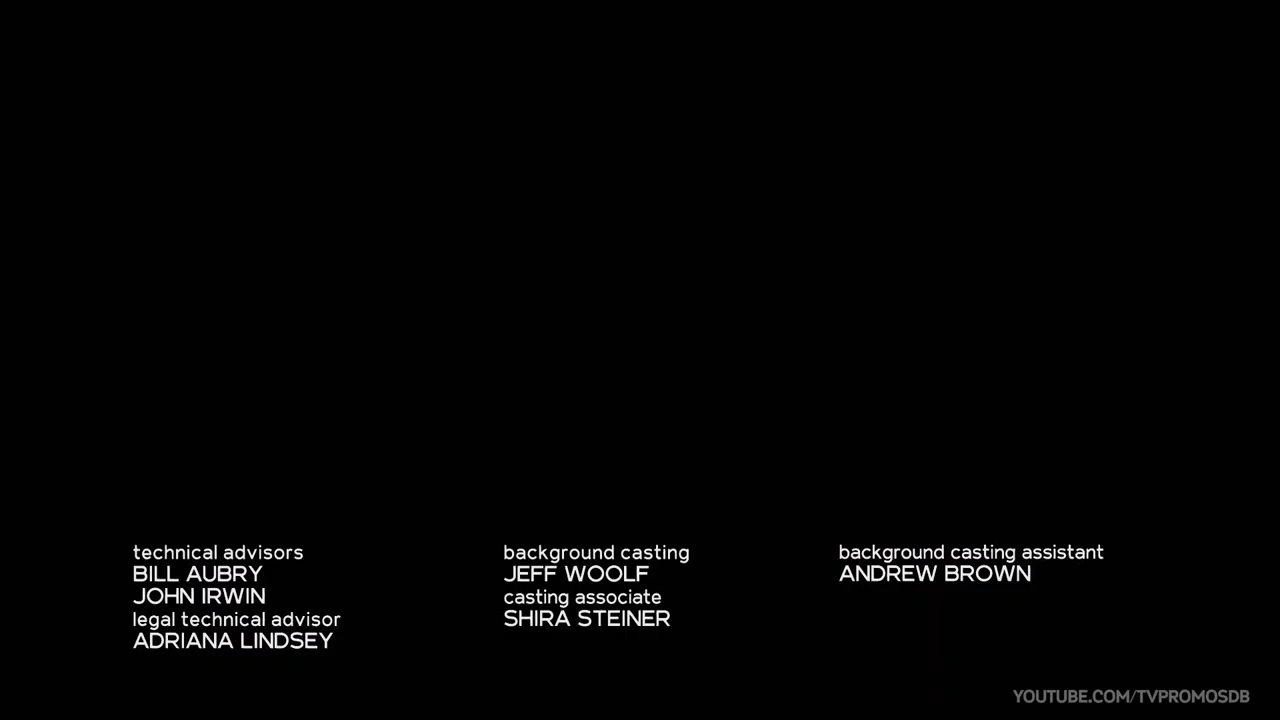 technical advisors
BILL AUBRY
JOHN IRWIN
legal technical advisor
ADRIANA LINDSEY
background casting
JEFF WOOLF
casting associate
SHIRA STEINER
background casting assistant
ANDREW BROWN
YOUTUBE.COM/TVPROMOSDB